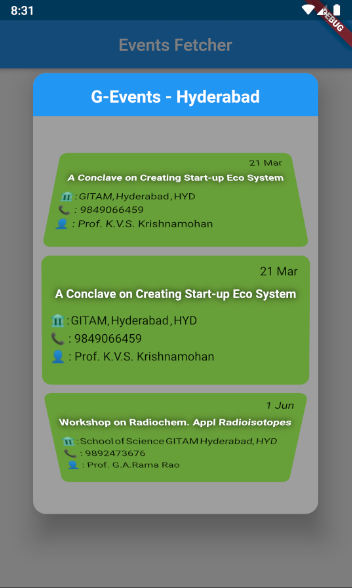 8:31
DEBUG
Events Fetcher
G-Events - Hyderabad
21 Mar
A Conclave on Creating Start-up Eco System
: GITAM,Hyderabad,HYD
: 9849066459
: Prof. K.V.S. Krishnamohan
21 Mar
A Conclave on Creating Start-up Eco System
: GITAM,Hyderabad,HYD
: 9849066459
: Prof. K.V.S. Krishnamohan
1 Jun
Workshop on Radiochem. Appl Radioisotopes
: School of Science GITAM Hyderabad, HYD
: 9892473676
: Prof. G.A.Rama Rao